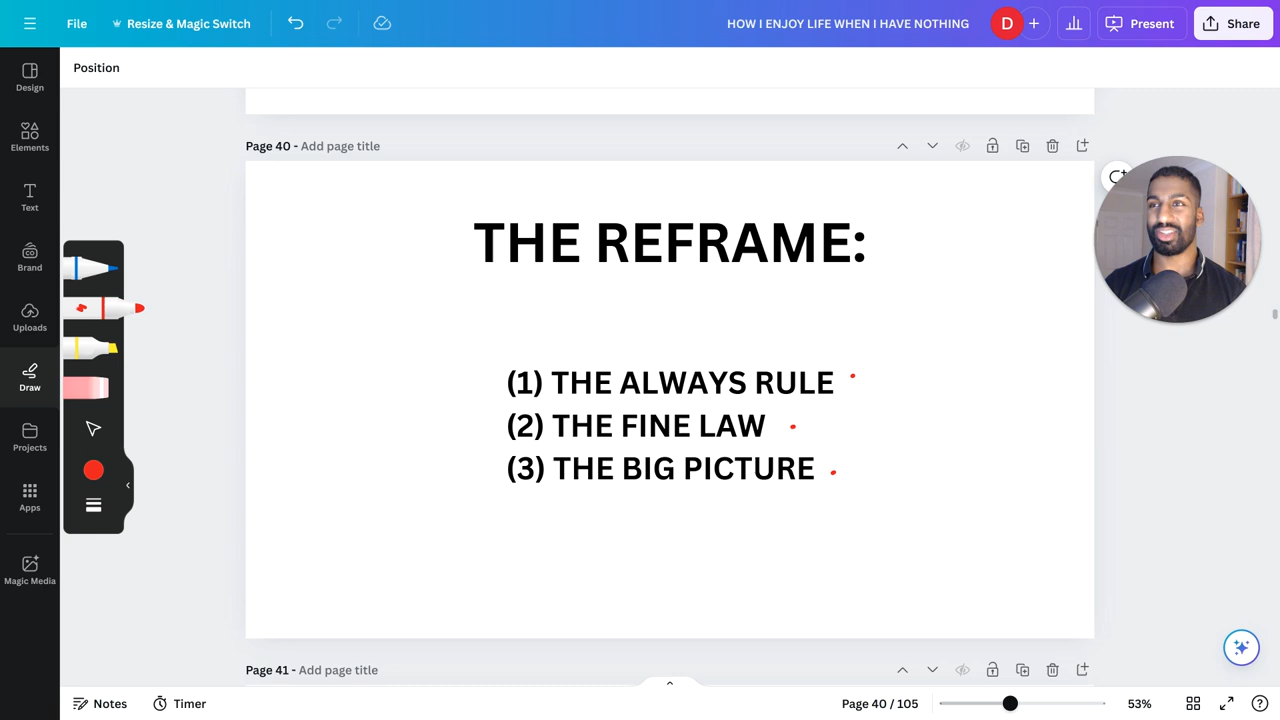 File
Resize & Magic Switch
HOW I ENJOY LIFE WHEN I HAVE NOTHING
D
Present
Share
Position
Design
Elements
Text
Brand
Uploads
Draw
Projects
Apps
Magic Media
Page 40 - Add page title
THE REFRAME:
(1) THE ALWAYS RULE
(2) THE FINE LAW
(3) THE BIG PICTURE
Page 41 - Add page title
Notes
Timer
Page 40 / 105
53%